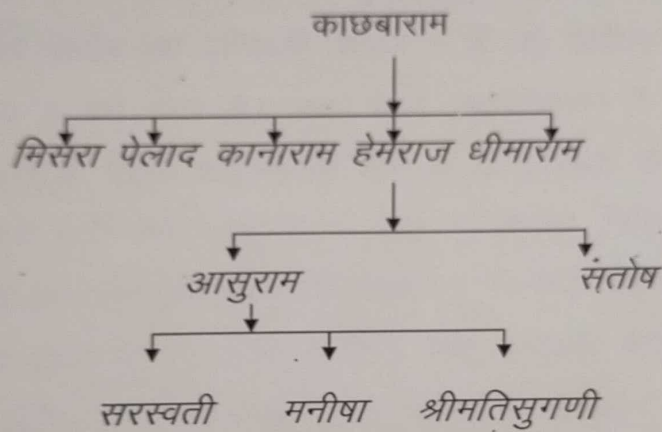 काछबाराम
मिसरा पेलाद कानाराम हेमराज धीमाराम
आसुराम संतोष
सरस्वती मनीषा श्रीमतिसुगणी